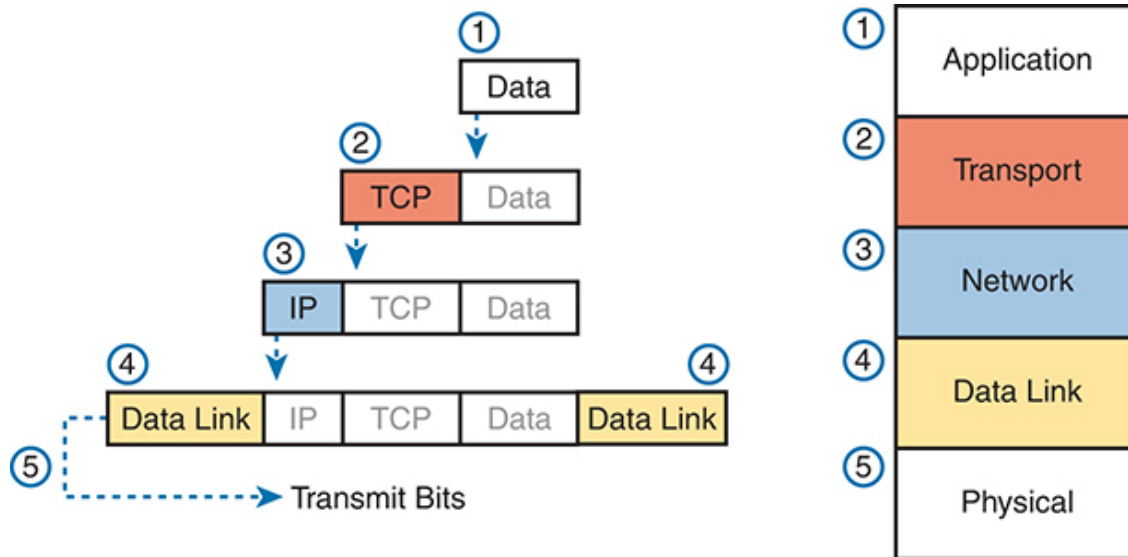 1
Data
2
TCP Data
3
IP TCP Data
4 4
Data Link IP TCP Data Data Link
5
Transmit Bits
1
Application
2
Transport
3
Network
4
Data Link
5
Physical